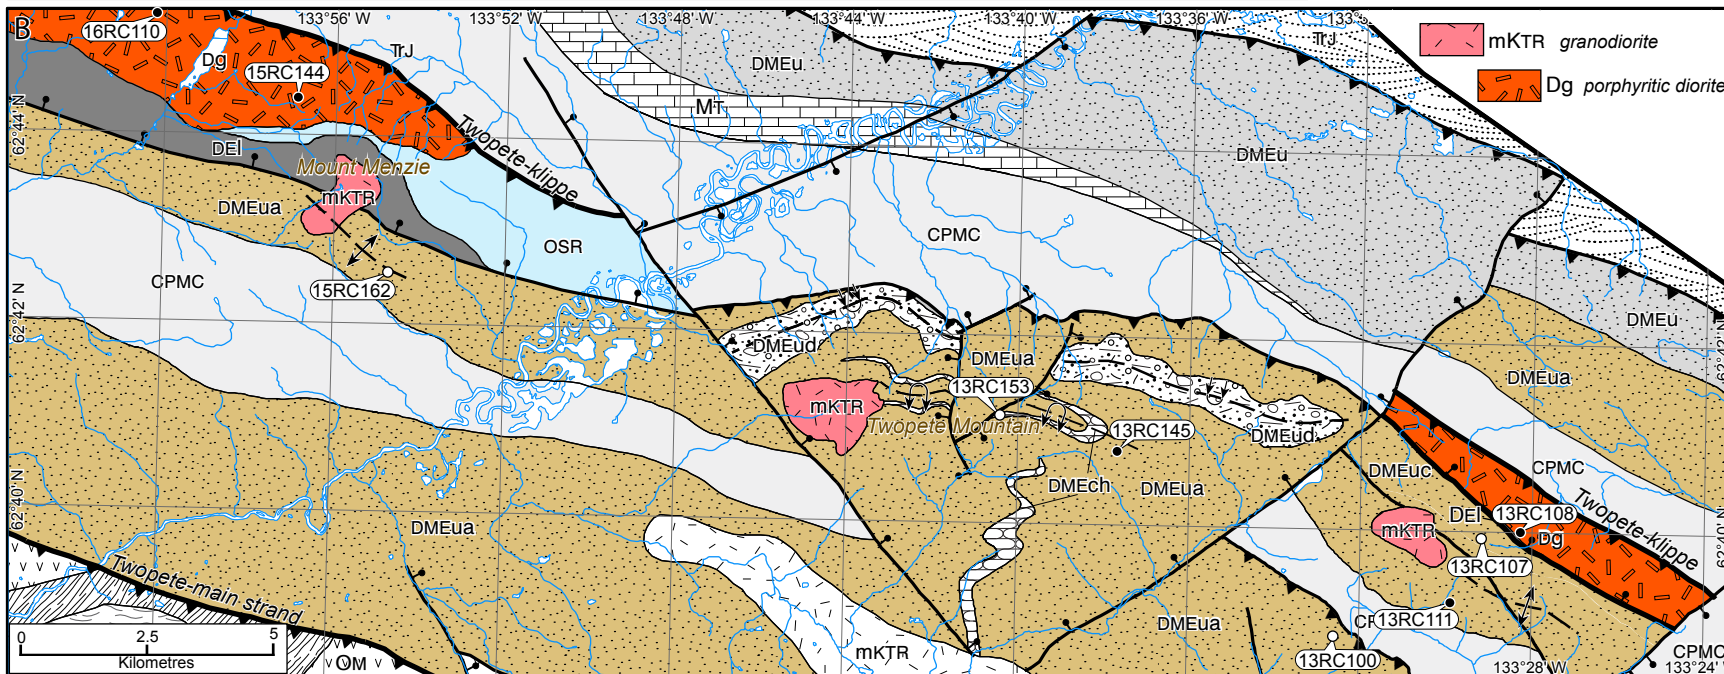 B
133°56' W
133°52' W
133°48' W
133°44' W
133°40' W
133°36' W
16RC110
Dg
TrJ
15RC144
DMEu
TrJ
mKTR granodiorite
Dg porphyritic diorite
MT
62°44' N
Twopete-klippe
DEl
Mount Menzie
mKTR
DMEu
DMEua
OSR
CPMC
CPMC
15RC162
62°42' N
DMEu
62°42' N
DMEud
DMEua
DMEua
13RC153
mKTR
Twopete Mountain
13RC145
DMEud
DMEuc
CPMC
DMEch
DMEua
Twopete-klippe
62°40' N
DMEua
mKTR
DEl
13RC108
Dg
62°40' N
13RC107
Twopete-main strand
13RC111
DMEua
0 2.5 5
Kilometres
OM
mKTR
13RC100
133°28' W
CPMC
133°24' W